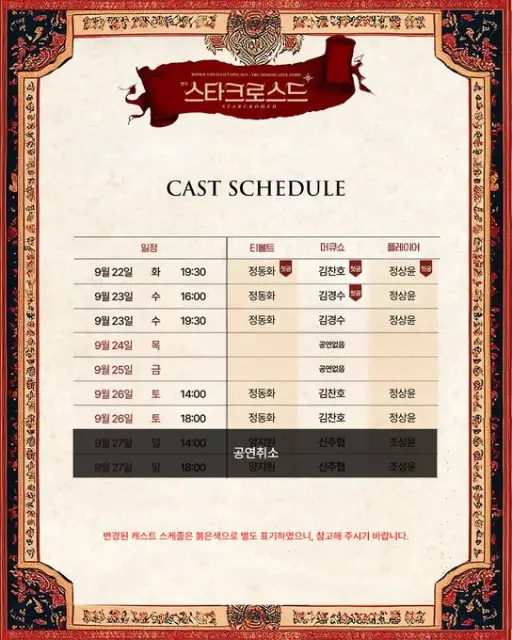 ROMEO AND JULIET'S PLAY OUT : THE UNDERGOING STORY
연극
스타크로스드
STARCROSSED
CAST SCHEDULE
일정 티볼트 머큐쇼 플레이어
9월 22일 화 19:30 정동화 첫공 김찬호 첫공 정상윤 첫공
9월 23일 수 16:00 정동화 김경수 첫공 정상윤
9월 23일 수 19:30 정동화 김경수 정상윤
9월 24일 목 공연없음
9월 25일 금 공연없음
9월 26일 토 14:00 정동화 김찬호 정상윤
9월 26일 토 18:00 정동화 김찬호 정상윤
9월 27일 일 14:00 양지원 신주협 조성윤
공연취소
9월 27일 일 18:00 양지원 신주협 조성윤
변경된 캐스트 스케줄은 붉은색으로 별도 표기하였으니, 참고해 주시기 바랍니다.